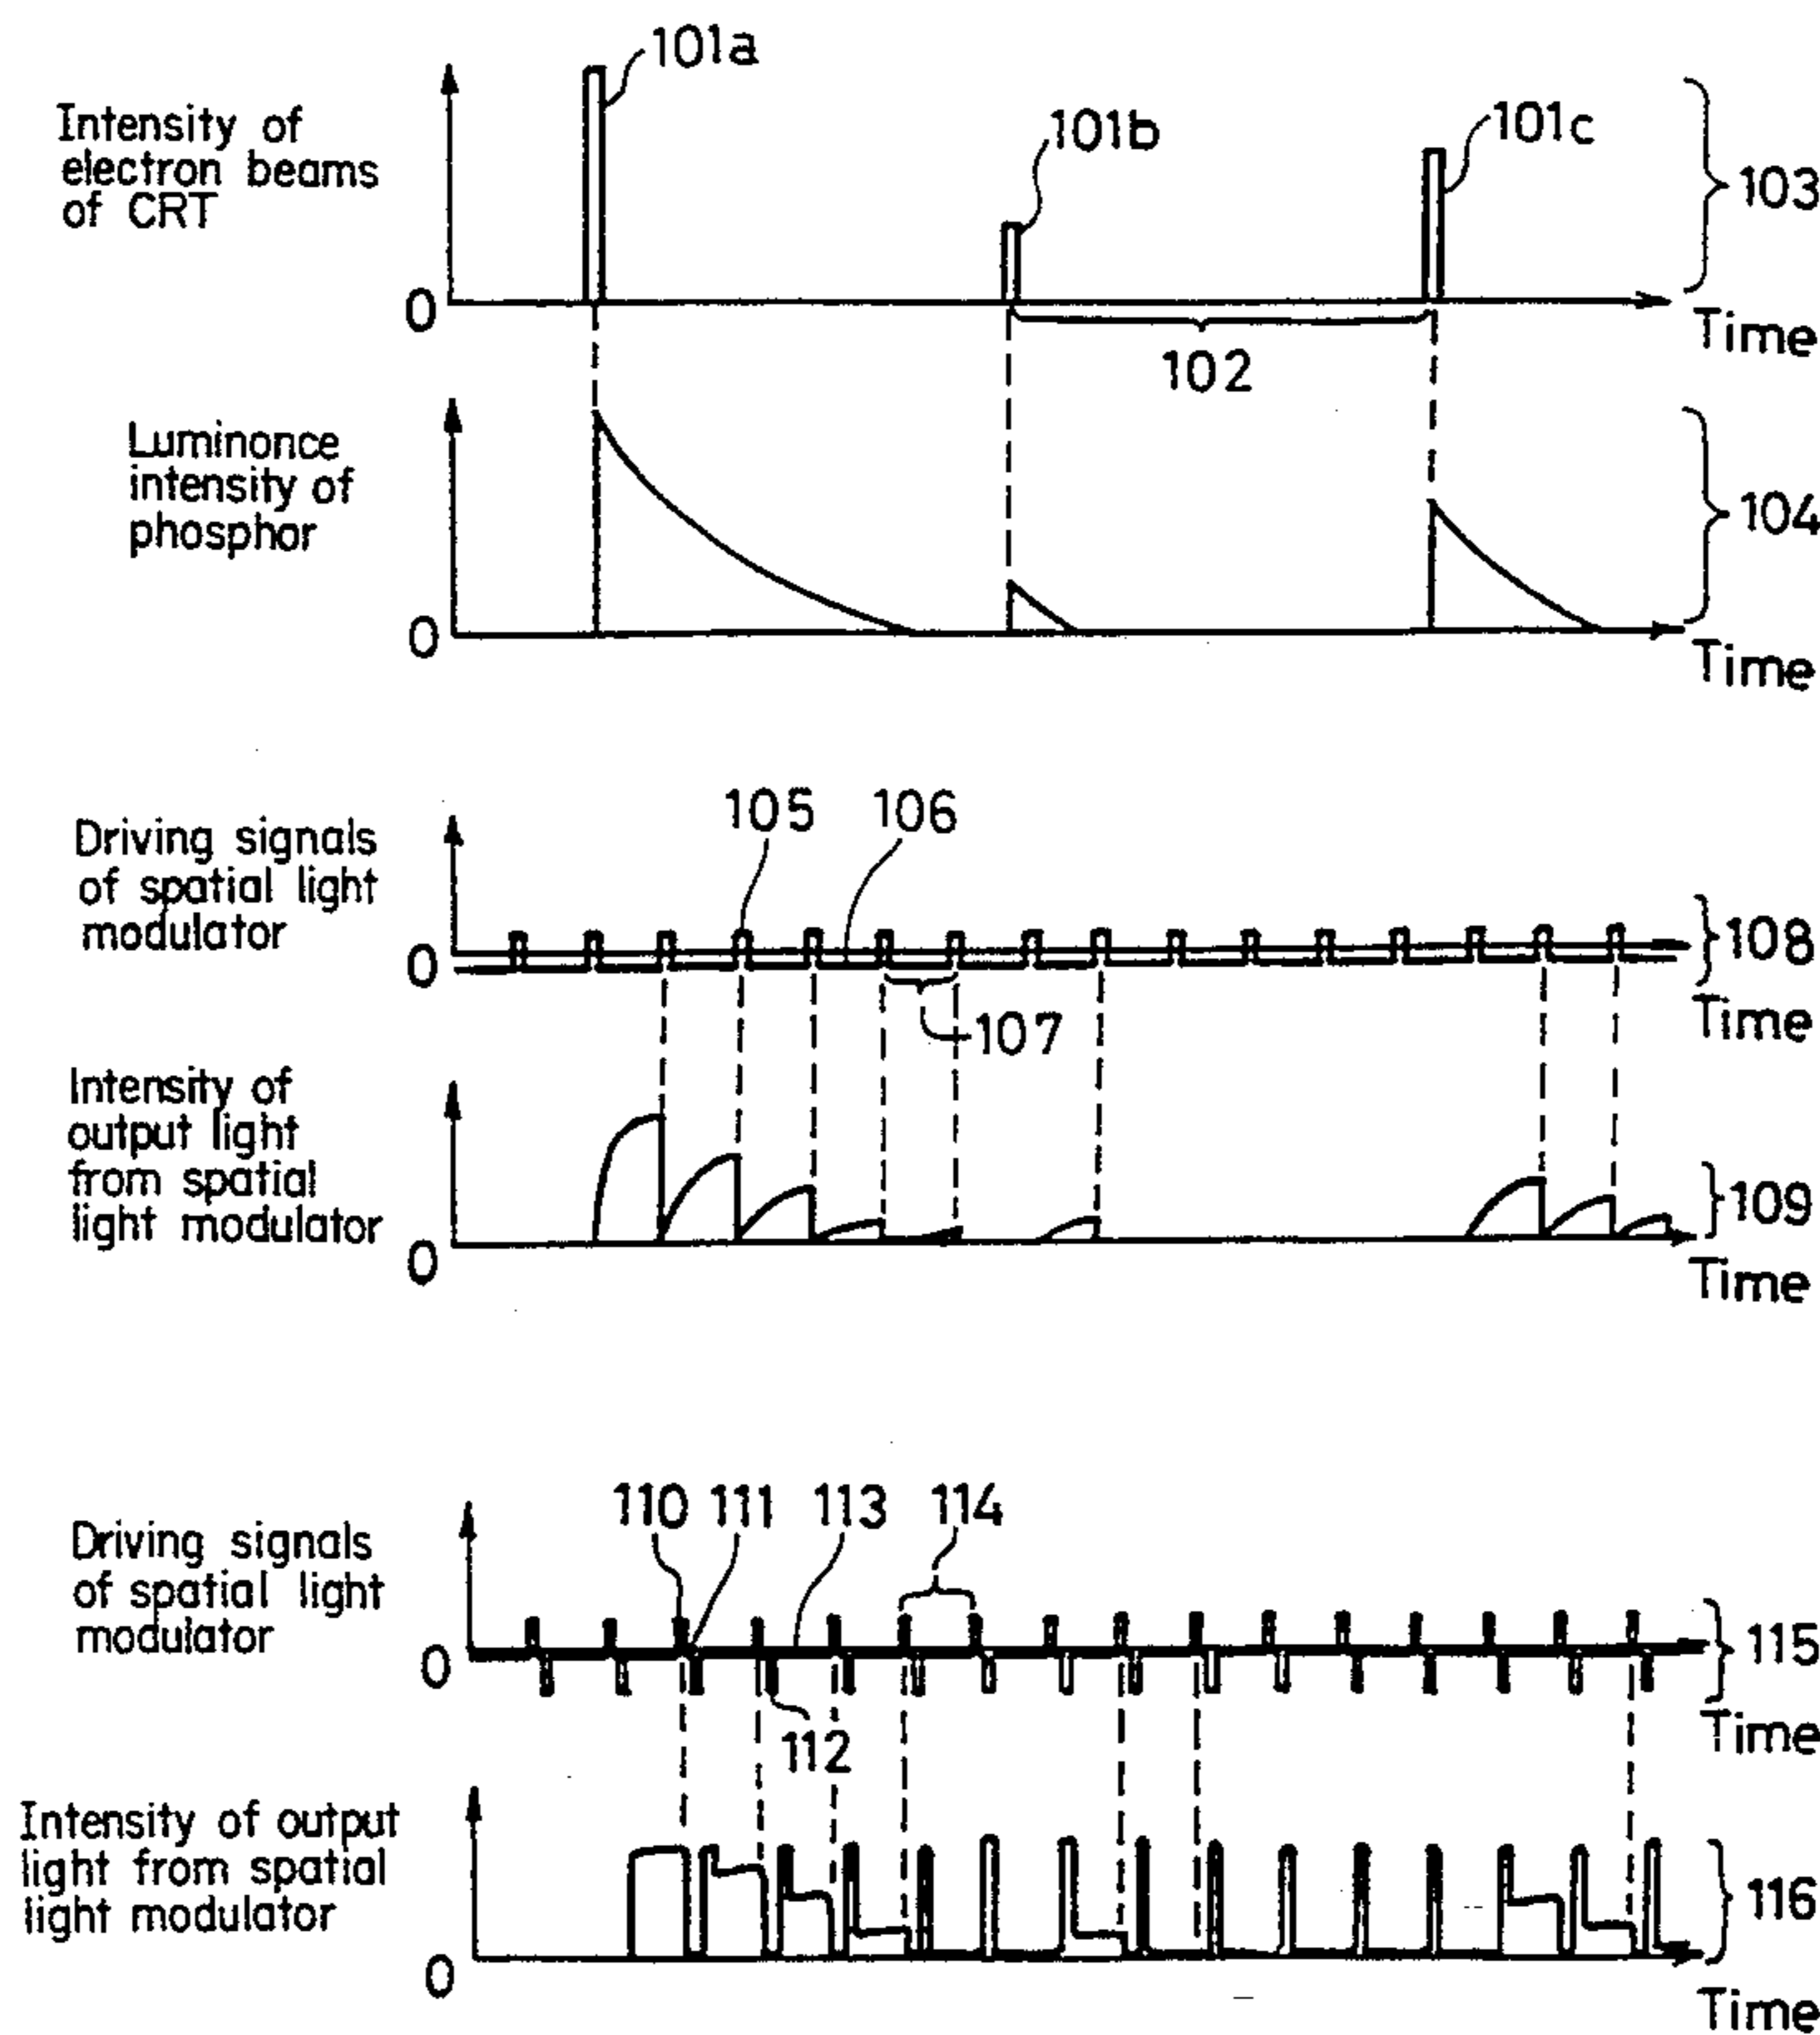 101a
101b
101c
Intensity of
electron beams
of CRT
103
0
Time
102
Luminonce
intensity of
phosphor
104
0
Time
105
106
Driving signals
of spatial light
modulator
108
0
Time
107
Intensity of
output light
from spatial
light modulator
109
0
Time
110
111
113
114
Driving signals
of spatial light
modulator
115
0
Time
112
Intensity of output
light from spatial
light modulator
116
0
Time